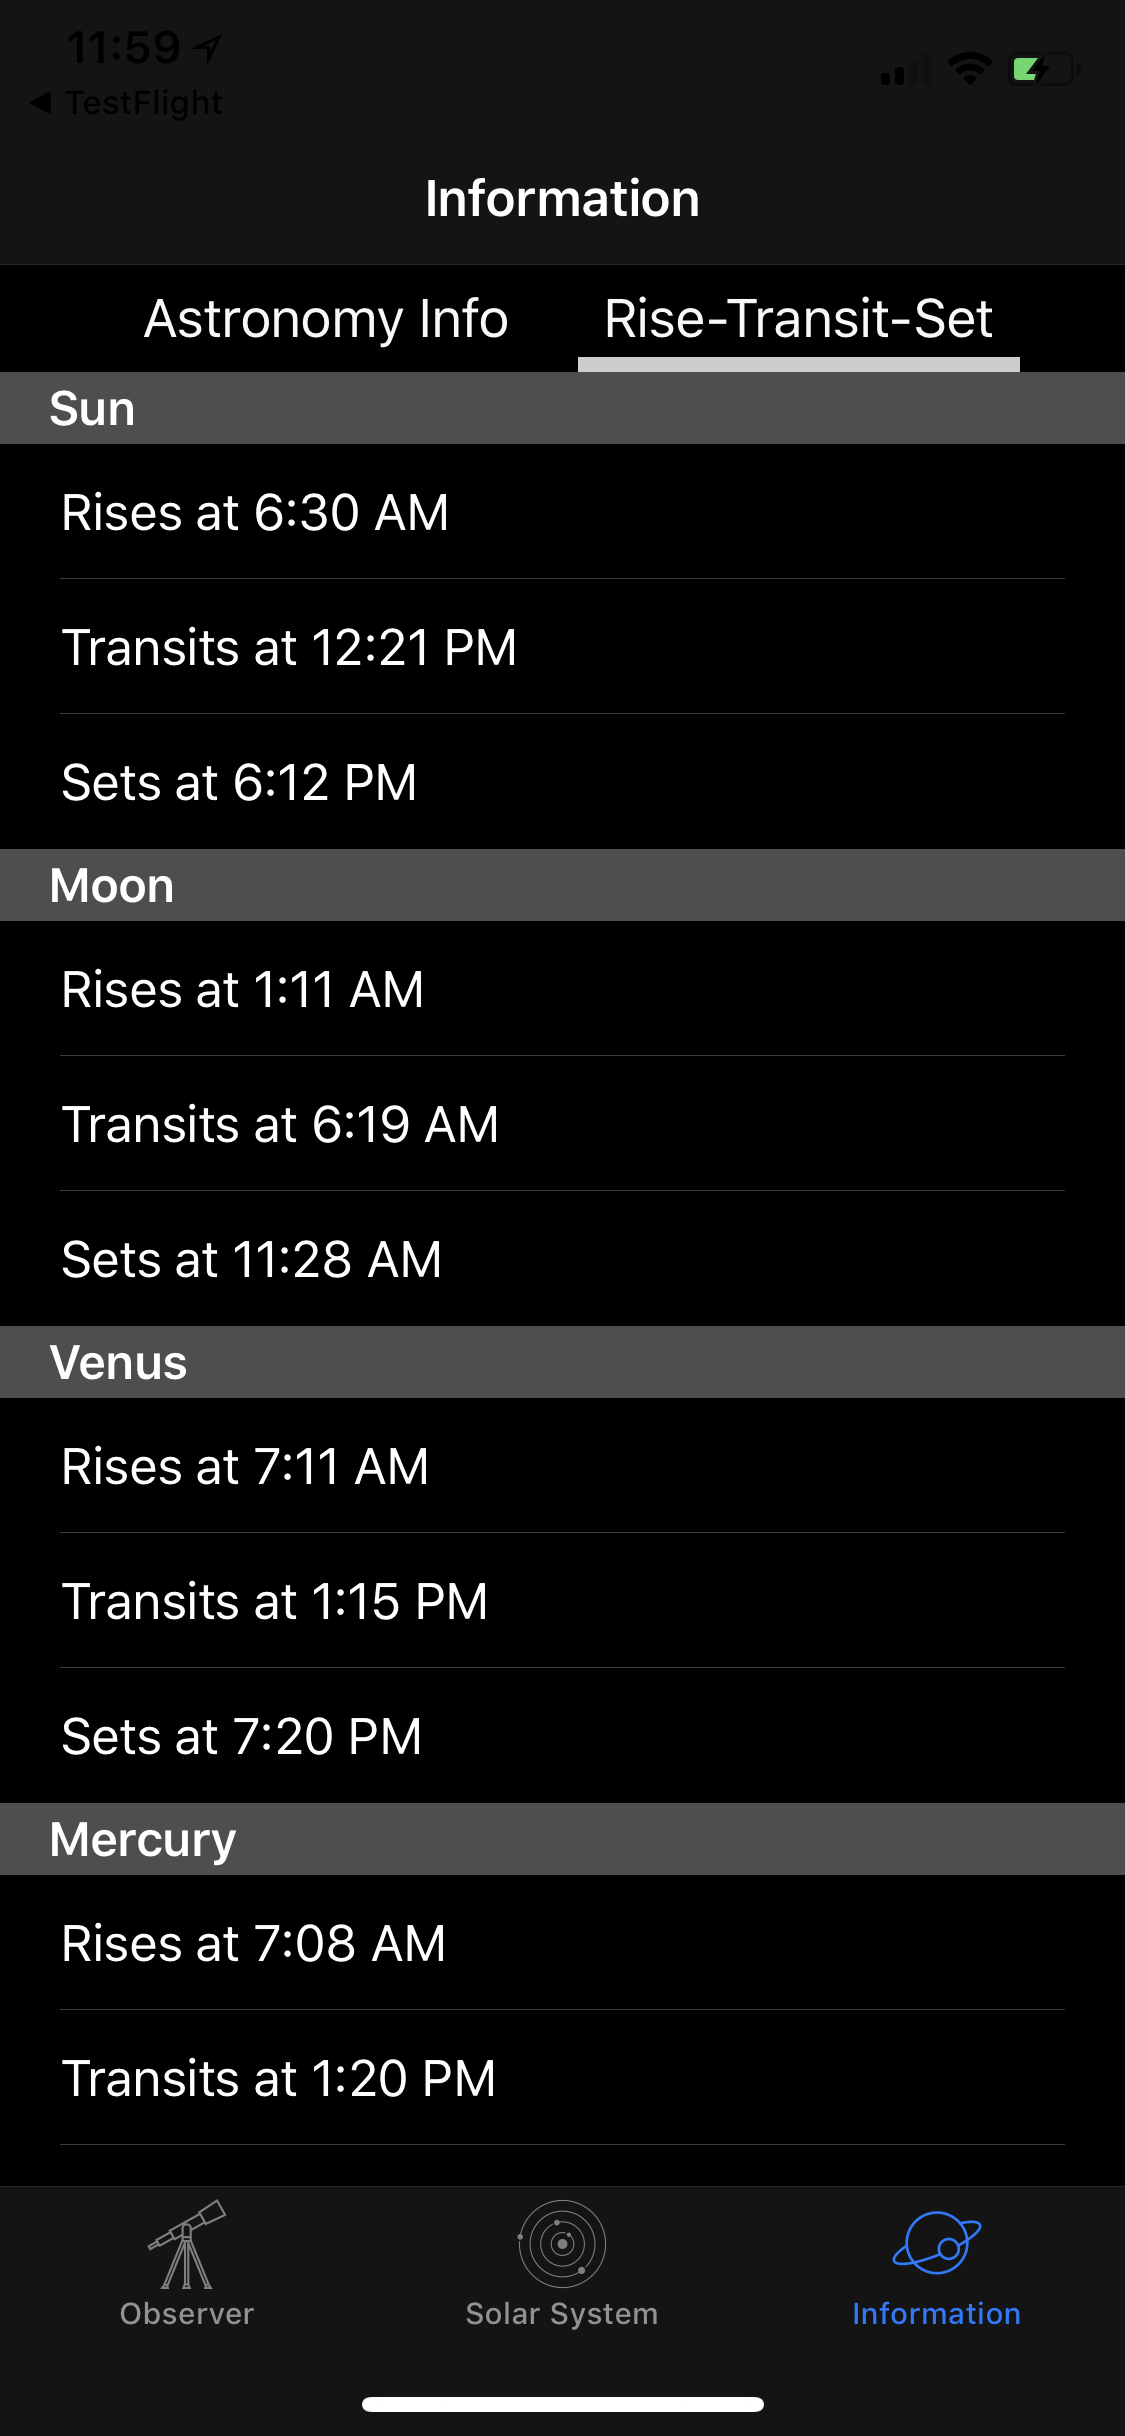 11:59
◀ TestFlight
Information
Astronomy Info
Rise-Transit-Set
Sun
Rises at 6:30 AM
Transits at 12:21 PM
Sets at 6:12 PM
Moon
Rises at 1:11 AM
Transits at 6:19 AM
Sets at 11:28 AM
Venus
Rises at 7:11 AM
Transits at 1:15 PM
Sets at 7:20 PM
Mercury
Rises at 7:08 AM
Transits at 1:20 PM
Observer
Solar System
Information